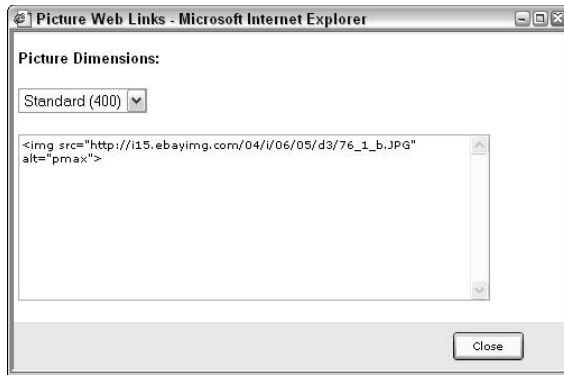 Picture Web Links - Microsoft Internet Explorer
Picture Dimensions:
Standard (400)
<img src="http://i15.ebayimg.com/04/i/06/05/d3/76_1_b.JPG"
alt="pmax">
Close